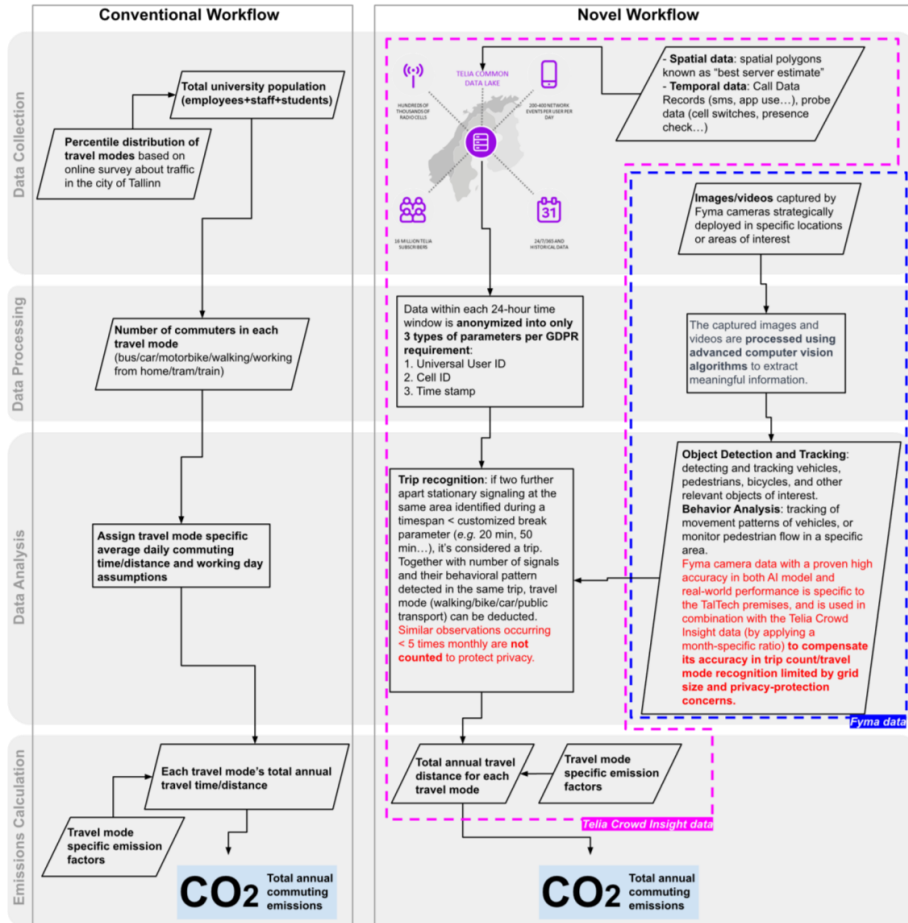 Conventional Workflow
Novel Workflow
Data Collection
Total university population
(employees+staff+students)
Percentile distribution of
travel modes based on
online survey about traffic
in the city of Tallinn
TELIA COMMON
DATA LAKE
HUNDREDS OF
THOUSANDS OF
RADIO CELLS
200-400 NETWORK
EVENTS PER USER PER
DAY
MILLION TELIA
SUBSCRIBERS
31
24/7/365 AND
HISTORICAL DATA
- Spatial data: spatial polygons
known as “best server estimate”
- Temporal data: Call Data
Records (sms, app use…), probe
data (cell switches, presence
check…)
Images/videos captured by
Fyma cameras strategically
deployed in specific locations
or areas of interest
Data Processing
Number of commuters in each
travel mode
(bus/car/motorbike/walking/working
from home/tram/train)
Data within each 24-hour time
window is anonymized into only
3 types of parameters per GDPR
requirement:
1. Universal User ID
2. Cell ID
3. Time stamp
The captured images and
videos are processed using
advanced computer vision
algorithms to extract
meaningful information.
Data Analysis
Assign travel mode specific
average daily commuting
time/distance and working day
assumptions
Trip recognition: if two further
apart stationary signaling at the
same area identified during a
timespan < customized break
parameter (e.g. 20 min, 50
min…), it’s considered a trip.
Together with number of signals
and their behavioral pattern
detected in the same trip, travel
mode (walking/bike/car/public
transport) can be deducted.
Similar observations occurring
< 5 times monthly are not
counted to protect privacy.
Object Detection and Tracking:
detecting and tracking vehicles,
pedestrians, bicycles, and other
relevant objects of interest.
Behavior Analysis: tracking of
movement patterns of vehicles, or
monitor pedestrian flow in a specific
area.
Fyma camera data with a proven high
accuracy in both AI model and
real-world performance is specific to
the TalTech premises, and is used in
combination with the Telia Crowd
Insight data (by applying a
month-specific ratio) to compensate
its accuracy in trip count/travel
mode recognition limited by grid
size and privacy-protection
concerns.
Fyma data
Emissions Calculation
Each travel mode’s total annual
travel time/distance
Travel mode
specific emission
factors
CO2
Total annual
commuting
emissions
Total annual travel
distance for each
travel mode
Travel mode
specific emission
factors
Telia Crowd Insight data
CO2
Total annual
commuting
emissions